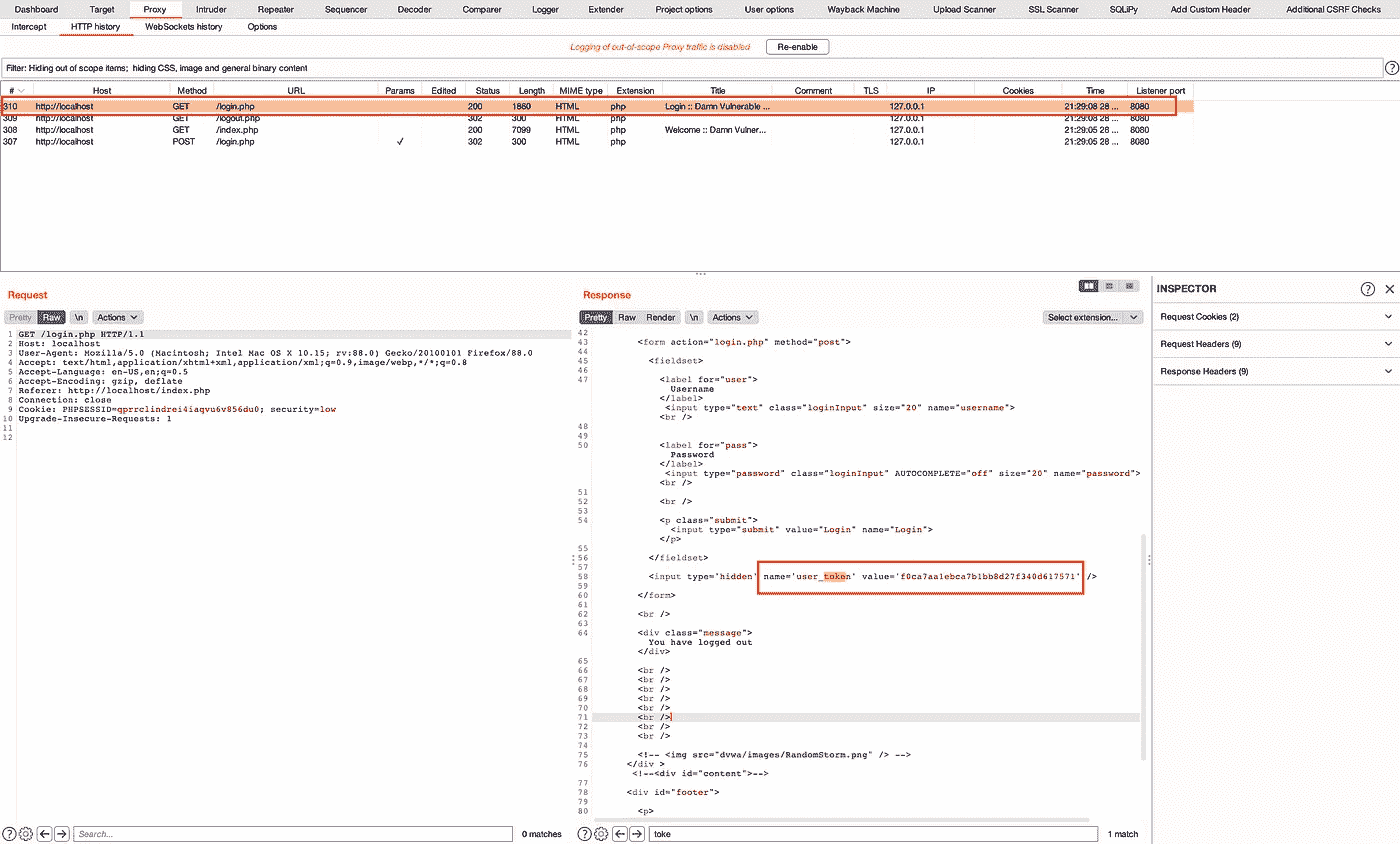 Dashboard Target Proxy Intruder Repeater Sequencer Decoder Comparer Logger Extender Project options User options Wayback Machine Upload Scanner SSL Scanner SQLiPy Add Custom Header Additional CSRF Checks
Intercept HTTP history WebSockets history Options
Logging of out-of-scope Proxy traffic is disabled Re-enable
Filter: Hiding out of scope items; hiding CSS, image and general binary content ?
# Host Method URL Params Edited Status Length MIME type Extension Title Comment TLS IP Cookies Time Listener port
310 http://localhost GET /login.php 200 1860 HTML php Login :: Damn Vulnerable ... 127.0.0.1 21:29:08 28 ... 8080
309 http://localhost GET /logout.php 302 300 HTML php 127.0.0.1 21:29:08 28 ... 8080
308 http://localhost GET /index.php 200 7099 HTML php Welcome :: Damn Vulner... 127.0.0.1 21:29:05 28 ... 8080
307 http://localhost POST /login.php ✓ 302 300 HTML php 127.0.0.1 21:29:05 28 ... 8080
Request
Pretty Raw \n Actions
1 GET /login.php HTTP/1.1
2 Host: localhost
3 User-Agent: Mozilla/5.0 (Macintosh; Intel Mac OS X 10.15; rv:88.0) Gecko/20100101 Firefox/88.0
4 Accept: text/html,application/xhtml+xml,application/xml;q=0.9,image/webp,*/*;q=0.8
5 Accept-Language: en-US,en;q=0.5
6 Accept-Encoding: gzip, deflate
7 Referer: http://localhost/index.php
8 Connection: close
9 Cookie: PHPSESSID=qprrclindrei4iaqvu6v856du0; security=low
10 Upgrade-Insecure-Requests: 1
11
12
? Search... 0 matches
Response
Pretty Raw Render \n Actions Select extension...
42
43 <form action="login.php" method="post">
44
45 <fieldset>
46
47 <label for="user">
Username
</label>
<input type="text" class="loginInput" size="20" name="username">
<br />
48
49
50 <label for="pass">
Password
</label>
<input type="password" class="loginInput" AUTOCOMPLETE="off" size="20" name="password">
<br />
51
52 <br />
53
54 <p class="submit">
<input type="submit" value="Login" name="Login">
</p>
55
56 </fieldset>
57
58 <input type='hidden' name='user_token' value='f0ca7aa1ebca7b1bb8d27f340d617571' />
59
60 </form>
61
62 <br />
63
64 <div class="message">
You have logged out
</div>
65
66 <br />
67 <br />
68 <br />
69 <br />
70 <br />
71 <br />
72 <br />
73 <br />
74
75 <!-- <img src="dvwa/images/RandomStorm.png" /> -->
76 </div >
<!--<div id="content">-->
77
78 <div id="footer">
79
80 <p>
? toke 1 match
INSPECTOR ?
Request Cookies (2)
Request Headers (9)
Response Headers (9)